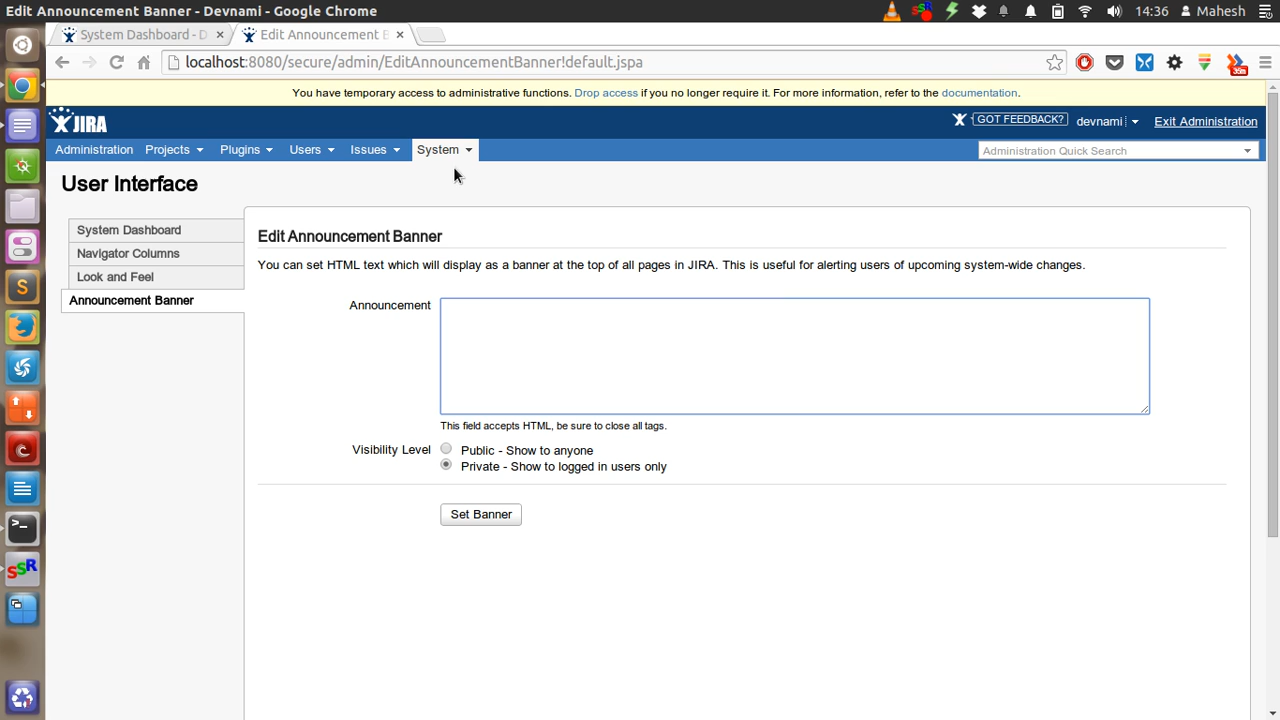 Edit Announcement Banner - Devnami - Google Chrome
14:36 Mahesh
System Dashboard - D
Edit Announcement B
localhost:8080/secure/admin/EditAnnouncementBanner!default.jspa
35m
You have temporary access to administrative functions. Drop access if you no longer require it. For more information, refer to the documentation.
JIRA
GOT FEEDBACK? devnami Exit Administration
Administration Projects Plugins Users Issues System
Administration Quick Search
User Interface
System Dashboard
Navigator Columns
Look and Feel
Announcement Banner
Edit Announcement Banner
You can set HTML text which will display as a banner at the top of all pages in JIRA. This is useful for alerting users of upcoming system-wide changes.
Announcement
This field accepts HTML, be sure to close all tags.
Visibility Level
Public - Show to anyone
Private - Show to logged in users only
Set Banner
S
SSR